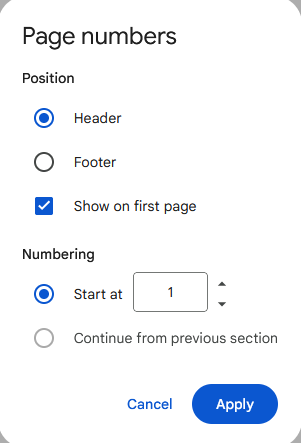 Page numbers
Position
Header
Footer
Show on first page
Numbering
Start at 1
Continue from previous section
Cancel Apply